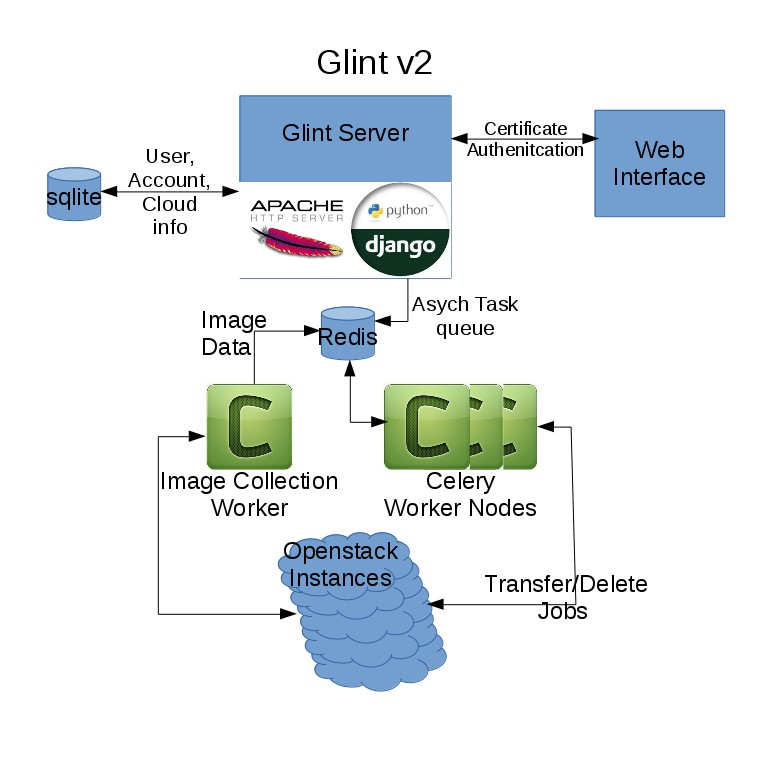 Glint v2
Glint Server
Certificate
Authenitcation
Web
Interface
User,
Account,
Cloud
info
sqlite
APACHE
HTTP SERVER
python™
django
Asych Task
queue
Image
Data
Redis
C
C
C
C
Image Collection
Worker
Celery
Worker Nodes
Openstack
Instances
Transfer/Delete
Jobs